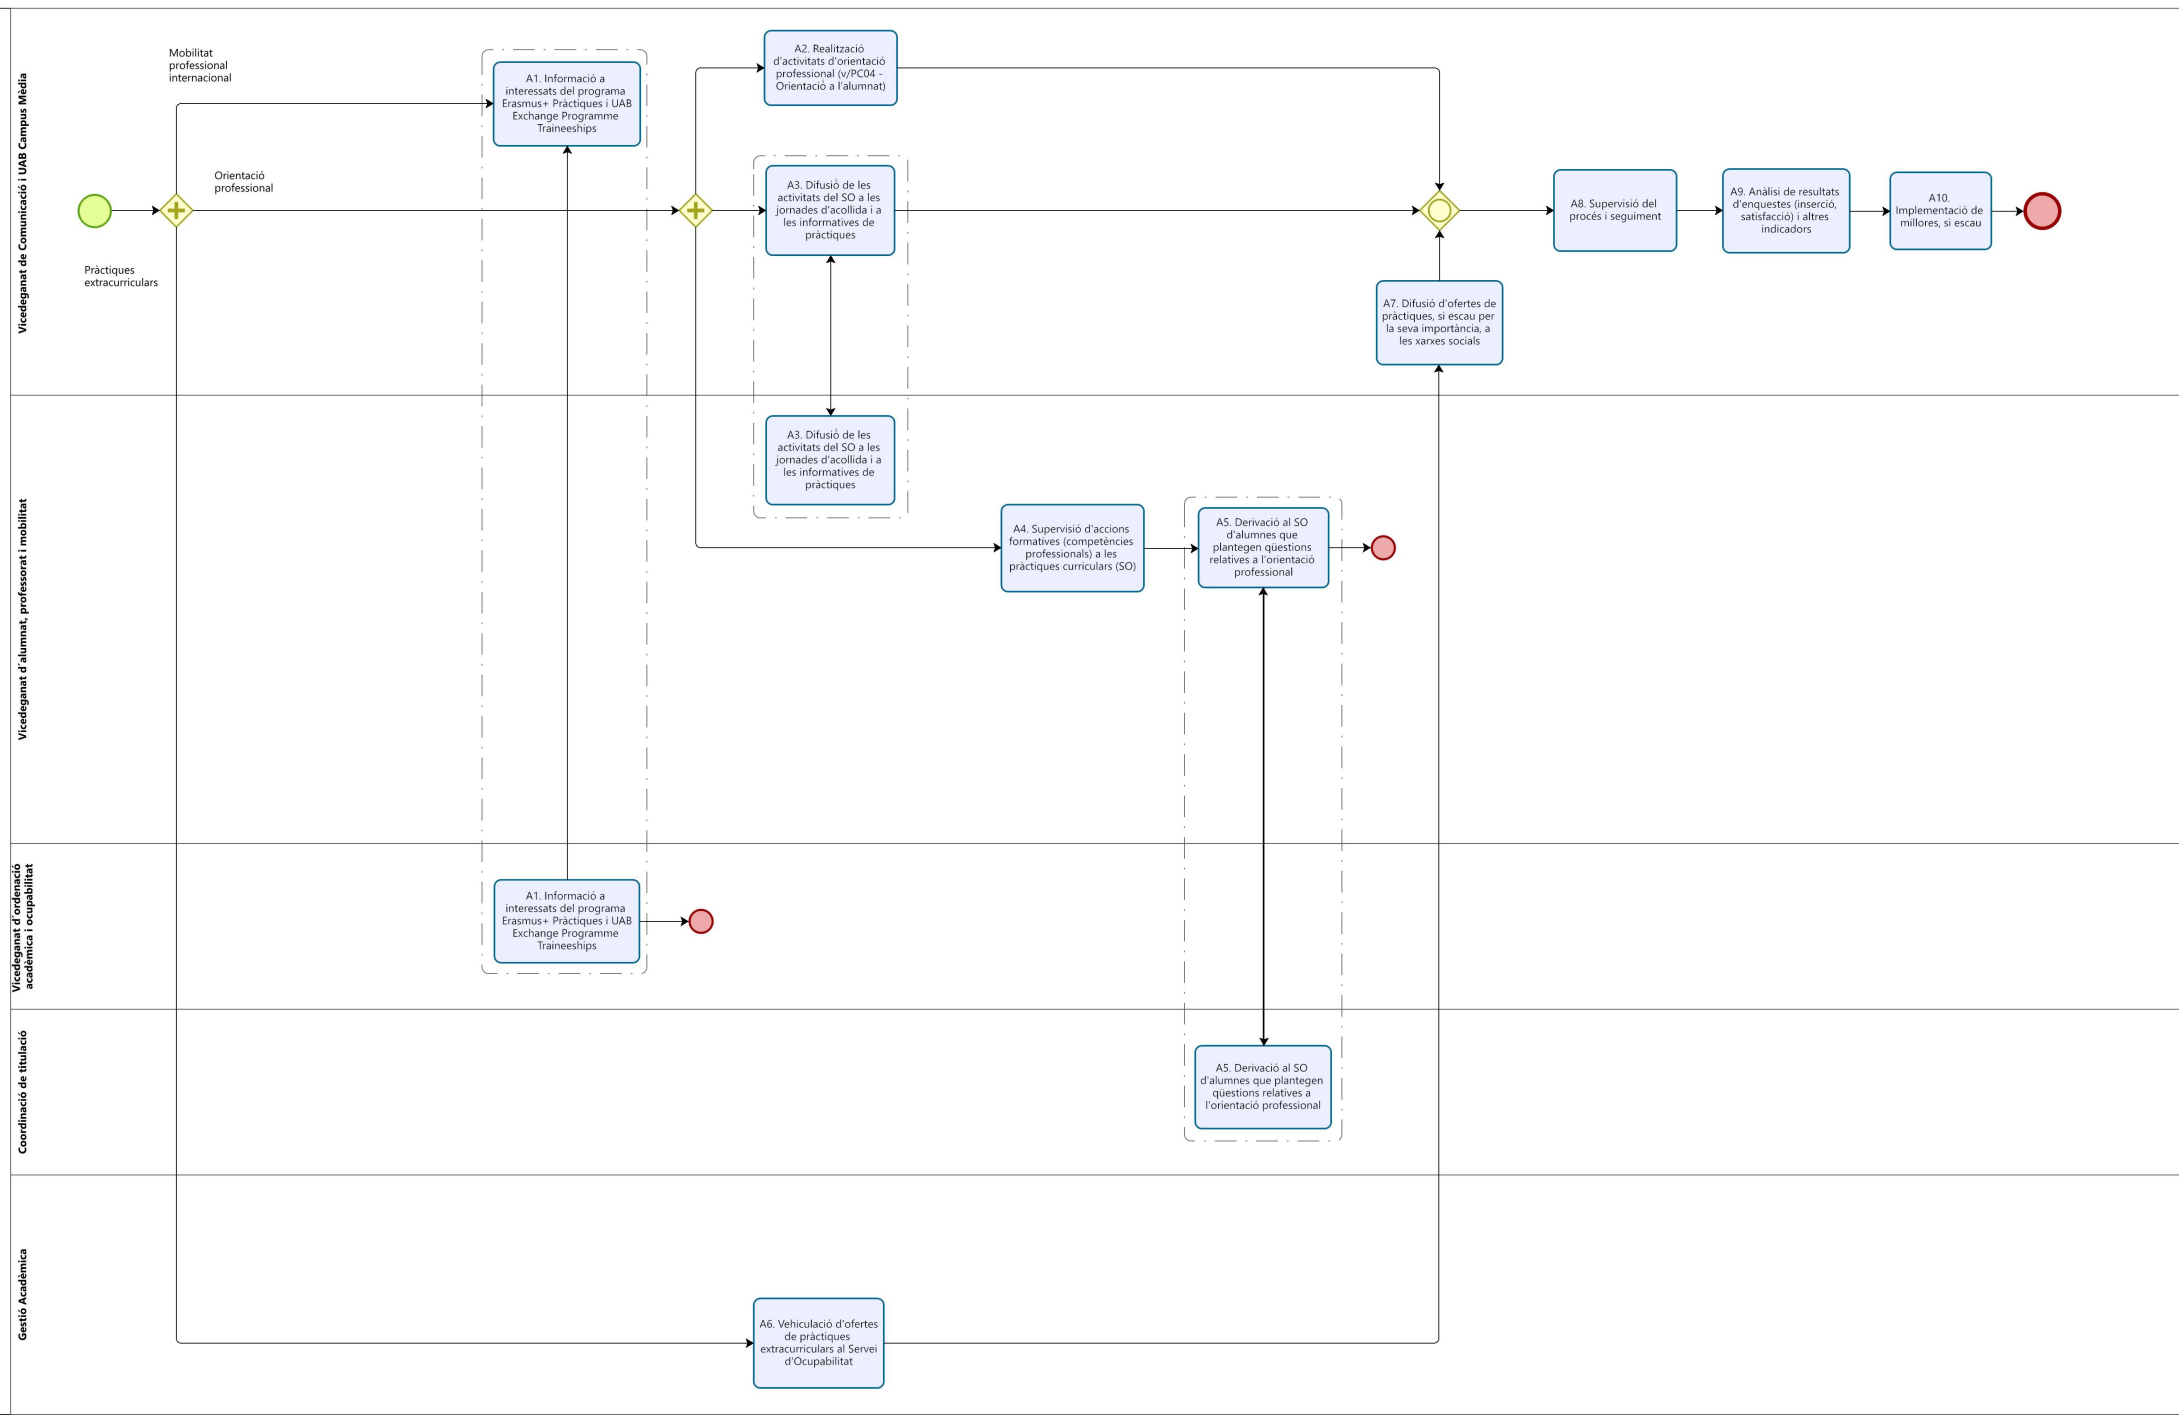 Vicedeganat de Comunicació i UAB Campus Mèdia
Mobilitat
professional
internacional
Orientació
professional
Pràctiques
extracurriculars
A1. Informació a
interessats del programa
Erasmus+ Pràctiques i UAB
Exchange Programme
Traineeships
A2. Realització
d'activitats d'orientació
professional (v/PC04 -
Orientació a l'alumnat)
A3. Difusió de les
activitats del SO a les
jornades d'acollida i a
les informatives de
pràctiques
A7. Difusió d'ofertes de
pràctiques, si escau per
la seva importància, a
les xarxes socials
A8. Supervisió del
procés i seguiment
A9. Anàlisi de resultats
d'enquestes (inserció,
satisfacció) i altres
indicadors
A10.
Implementació de
millores, si escau
Vicedeganat d´alumnat, professorat i mobilitat
A3. Difusió de les
activitats del SO a les
jornades d'acollida i a
les informatives de
pràctiques
A4. Supervisió d'accions
formatives (competències
professionals) a les
pràctiques curriculars (SO)
A5. Derivació al SO
d'alumnes que
plantegen qüestions
relatives a l'orientació
professional
Vicedeganat d´ordenació
acadèmica i ocupabilitat
A1. Informació a
interessats del programa
Erasmus+ Pràctiques i UAB
Exchange Programme
Traineeships
Coordinació de titulació
A5. Derivació al SO
d'alumnes que plantegen
qüestions relatives a
l'orientació professional
Gestió Acadèmica
A6. Vehiculació d'ofertes
de pràctiques
extracurriculars al Servei
d'Ocupabilitat